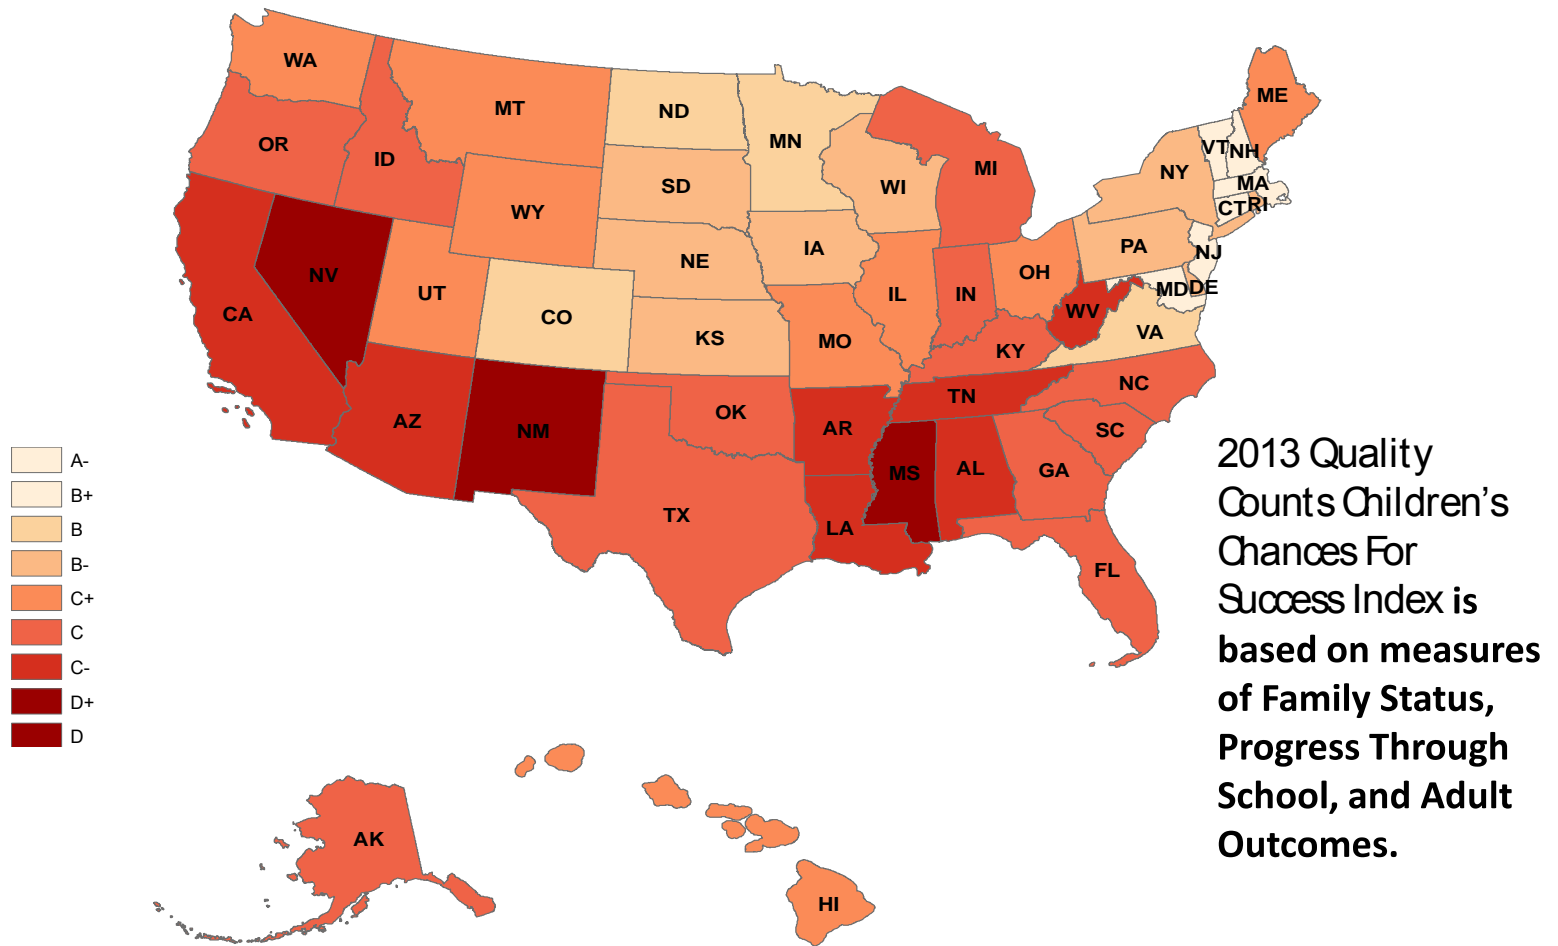 WA
MT
ND
MN
ME
OR
ID
SD
WI
MI
NY
VT
NH
MA
CT
RI
WY
IA
PA
NJ
NE
NV
UT
CO
IL
IN
OH
MD
DE
CA
KS
MO
WV
VA
KY
NC
AZ
NM
OK
AR
TN
SC
MS
AL
GA
TX
LA
FL
AK
HI
A-
B+
B
B-
C+
C
C-
D+
D
2013 Quality
Counts Children's
Chances For
Success Index is
based on measures
of Family Status,
Progress Through
School, and Adult
Outcomes.